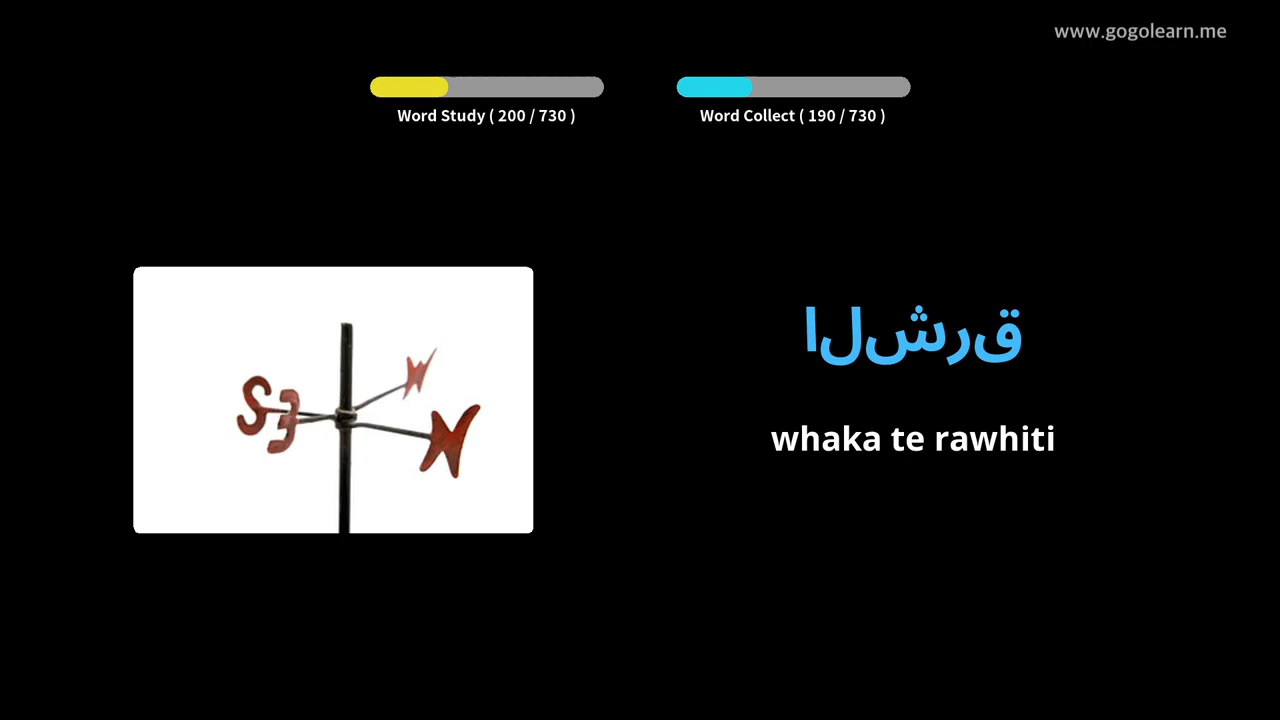 www.gogolearn.me
Word Study ( 200 / 730 )
Word Collect ( 190 / 730 )
S E W N
الشرق
whaka te rawhiti